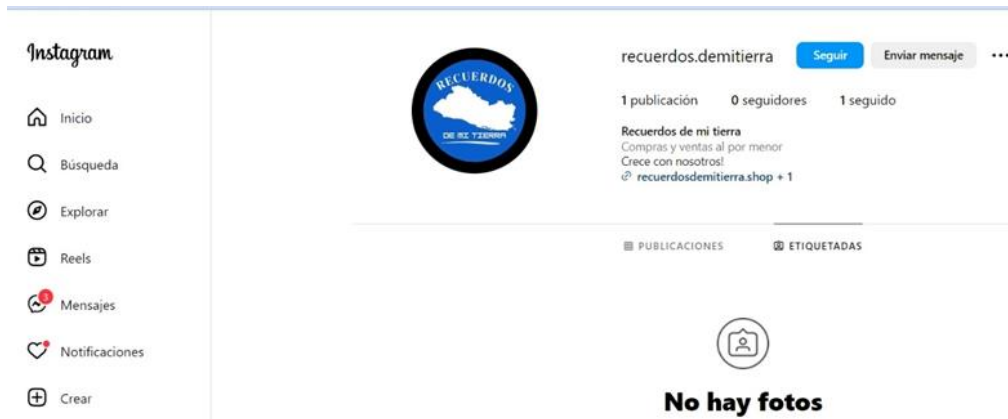 Instagram
Inicio
Búsqueda
Explorar
Reels
3
Mensajes
Notificaciones
Crear
RECUERDOS
DE MI TIERRA
recuerdos.demitierra Seguir Enviar mensaje
1 publicación 0 seguidores 1 seguido
Recuerdos de mi tierra
Compras y ventas al por menor
Crece con nosotros!
recuerdosdemitierra.shop + 1
PUBLICACIONES ETIQUETADAS
No hay fotos